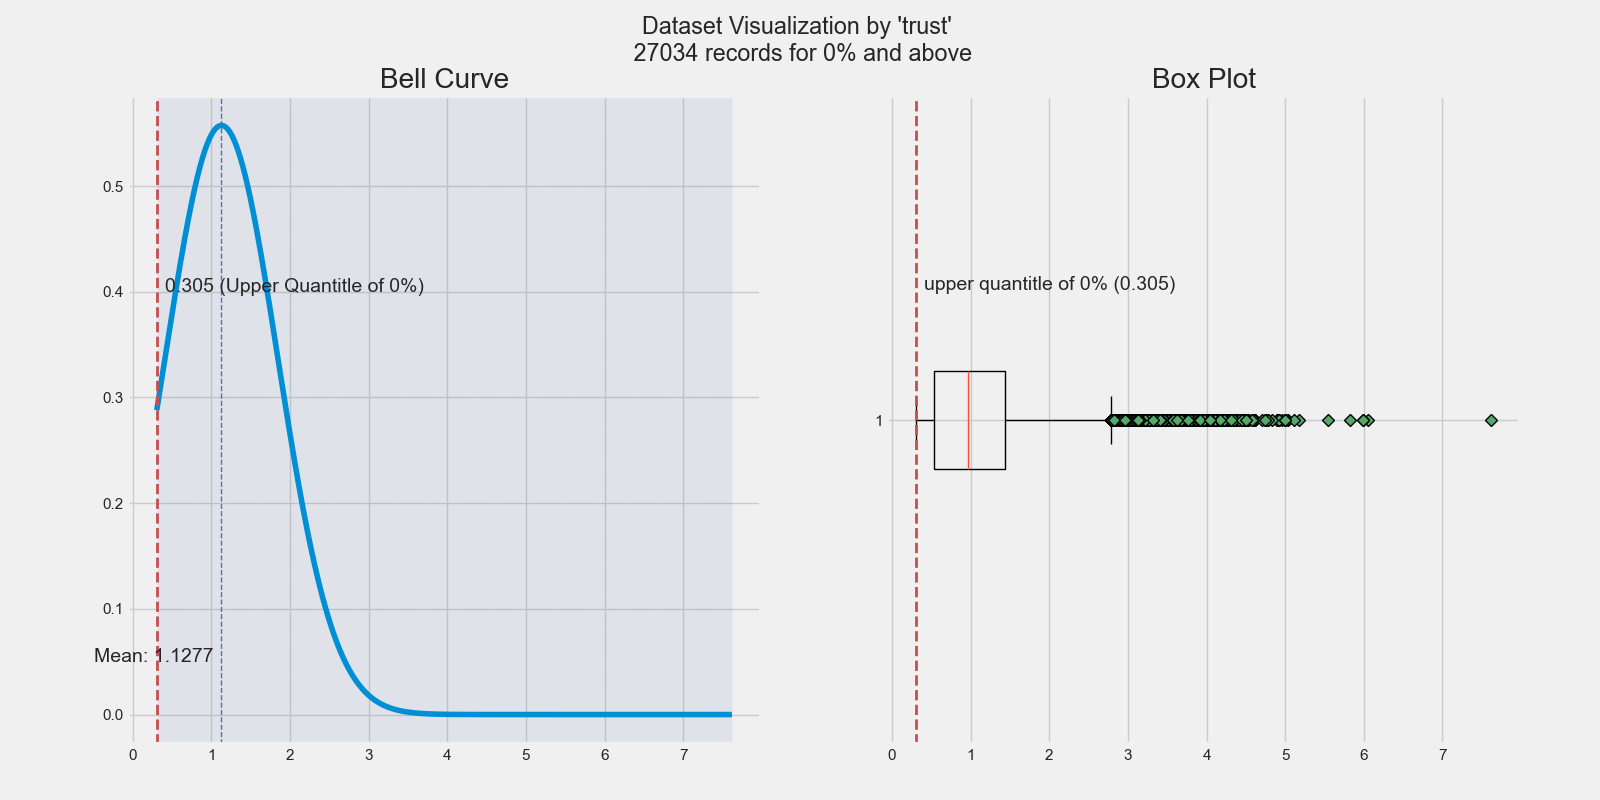 Dataset Visualization by 'trust'
27034 records for 0% and above
Bell Curve
0.5
0.4
0.3
0.2
0.1
0.0
0.305 (Upper Quantitle of 0%)
Mean: 1.1277
0 1 2 3 4 5 6 7
Box Plot
upper quantitle of 0% (0.305)
1
0 1 2 3 4 5 6 7